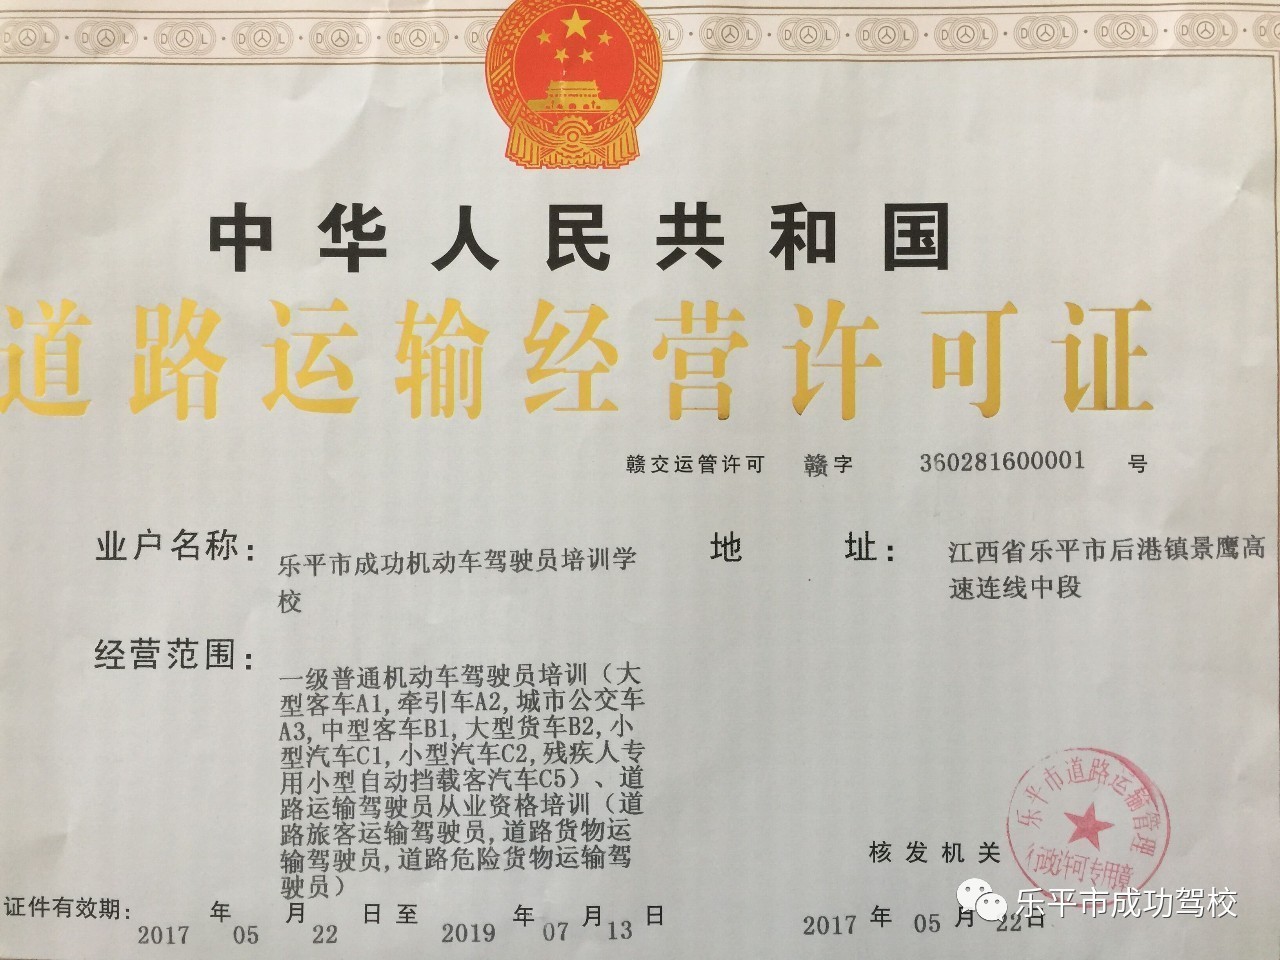 中华人民共和国
道路运输经营许可证
赣交运管许可 赣字 360281600001 号
业户名称： 乐平市成功机动车驾驶员培训学
校
地 址： 江西省乐平市后港镇景鹰高
速连线中段
经营范围：
一级普通机动车驾驶员培训（大
型客车A1,牵引车A2,城市公交车
A3,中型客车B1,大型货车B2,小
型汽车C1,小型汽车C2,残疾人专
用小型自动挡载客汽车C5）、道
路运输驾驶员从业资格培训（道
路旅客运输驾驶员,道路货物运
输驾驶员,道路危险货物运输驾
驶员）
核发机关
乐平市道路运输管理
行政许可专用章
证件有效期： 2017 年 05 月 22 日 至 2019 年 07 月 13 日
2017 年 05 月 22 日
乐平市成功驾校